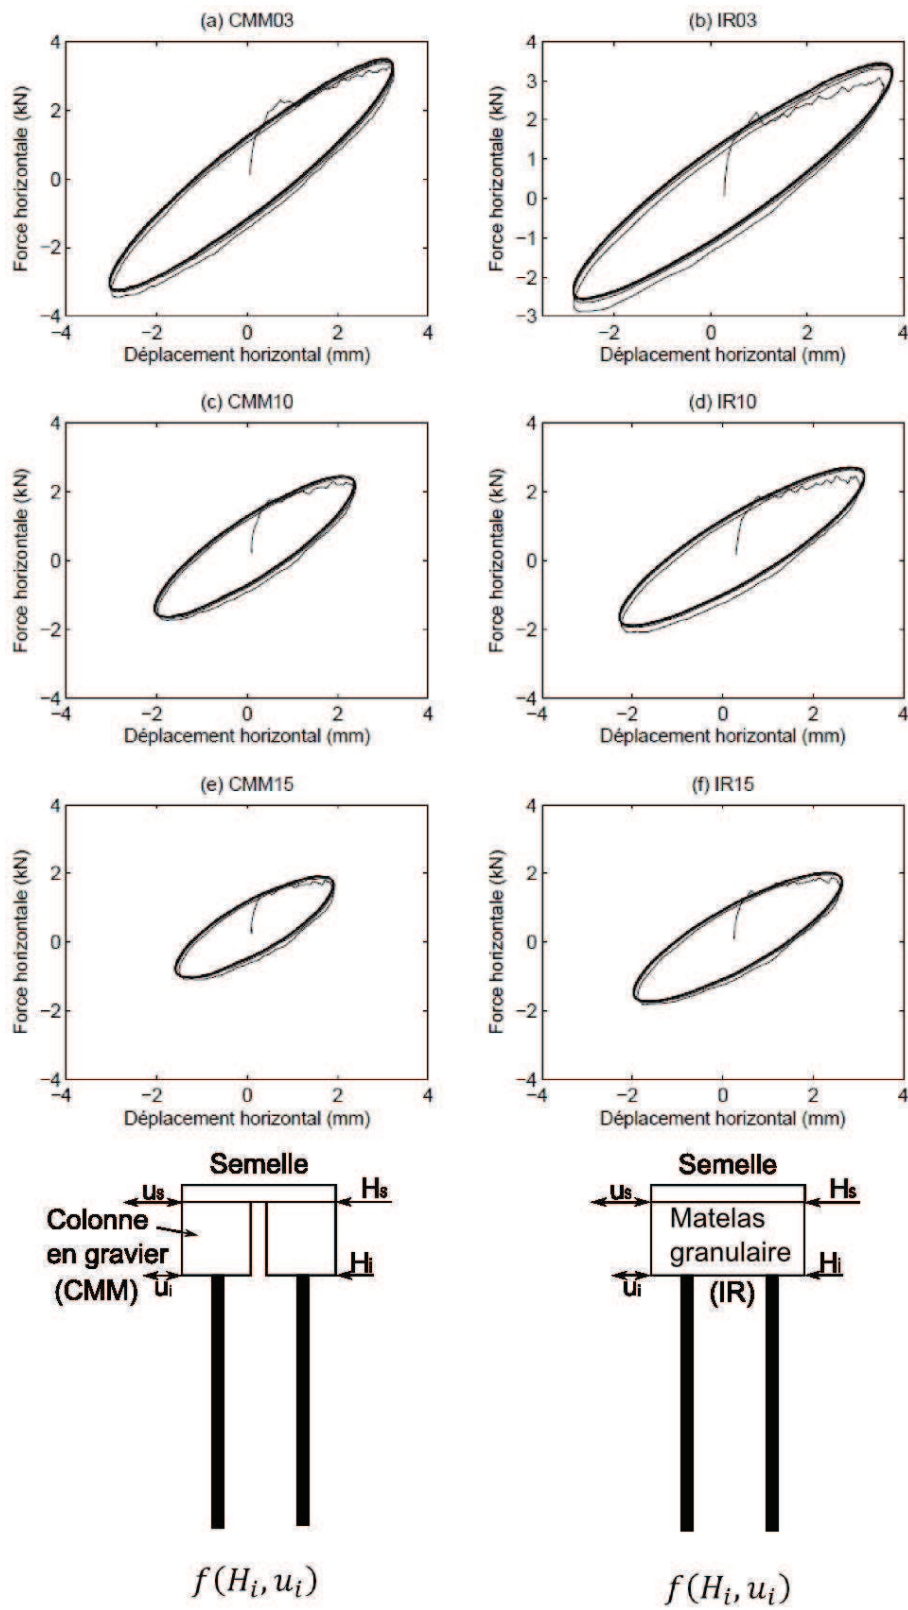 (a) CMM03
4
2
0
−2
−4
−4
−2
0
2
4
Force horizontale (kN)
Déplacement horizontal (mm)
(b) IR03
4
3
2
1
0
−1
−2
−3
−2
0
2
4
Force horizontale (kN)
Déplacement horizontal (mm)
(c) CMM10
4
2
0
−2
−4
−4
−2
0
2
4
Force horizontale (kN)
Déplacement horizontal (mm)
(d) IR10
4
2
0
−2
−4
−2
0
2
4
Force horizontale (kN)
Déplacement horizontal (mm)
(e) CMM15
4
2
0
−2
−4
−4
−2
0
2
4
Force horizontale (kN)
Déplacement horizontal (mm)
(f) IR15
4
2
0
−2
−4
−2
0
2
4
Force horizontale (kN)
Déplacement horizontal (mm)
Semelle
us
Hs
Colonne
en gravier
(CMM)
ui
Hi
f(Hi, ui)
Semelle
us
Hs
Matelas
granulaire
(IR)
ui
Hi
f(Hi, ui)